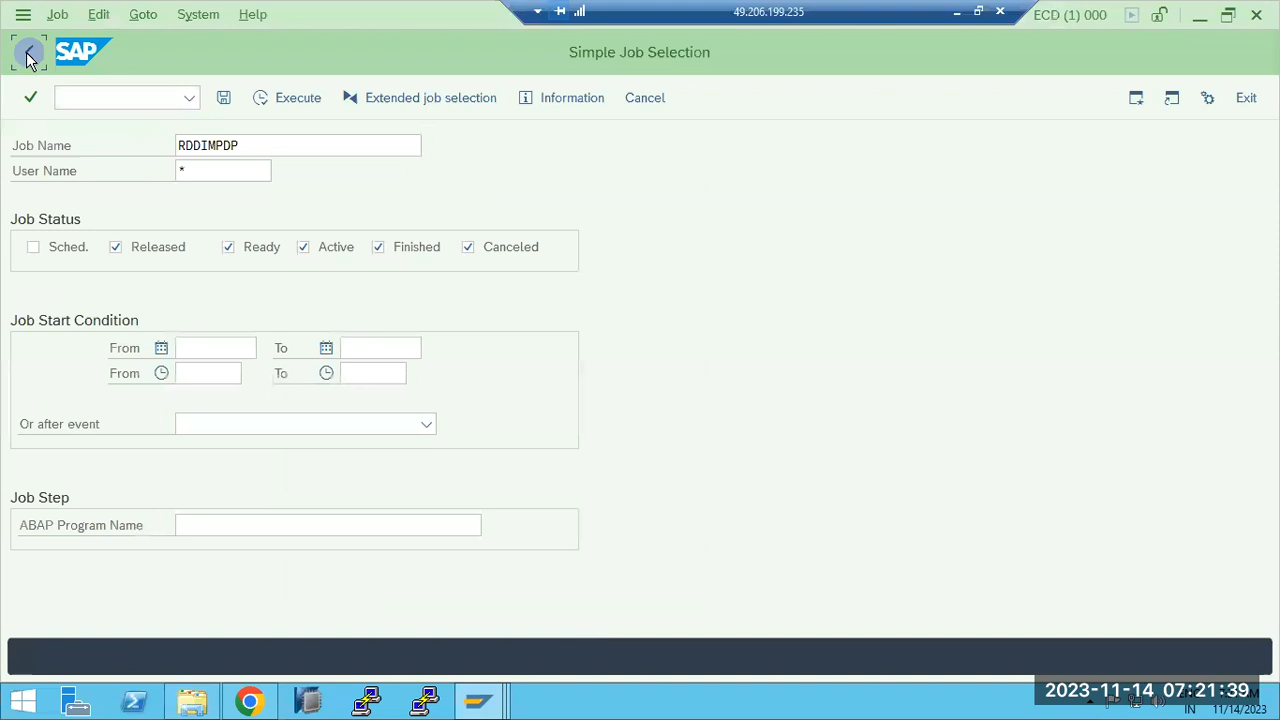 Job Edit Goto System Help
49.206.199.235
ECD (1) 000
SAP
Simple Job Selection
Execute Extended job selection Information Cancel Exit
Job Name RDDIMPDP
User Name *
Job Status
Sched. Released Ready Active Finished Canceled
Job Start Condition
From To
From To
Or after event
Job Step
ABAP Program Name
2023-11-14 07:21:39
IN 11/14/2023